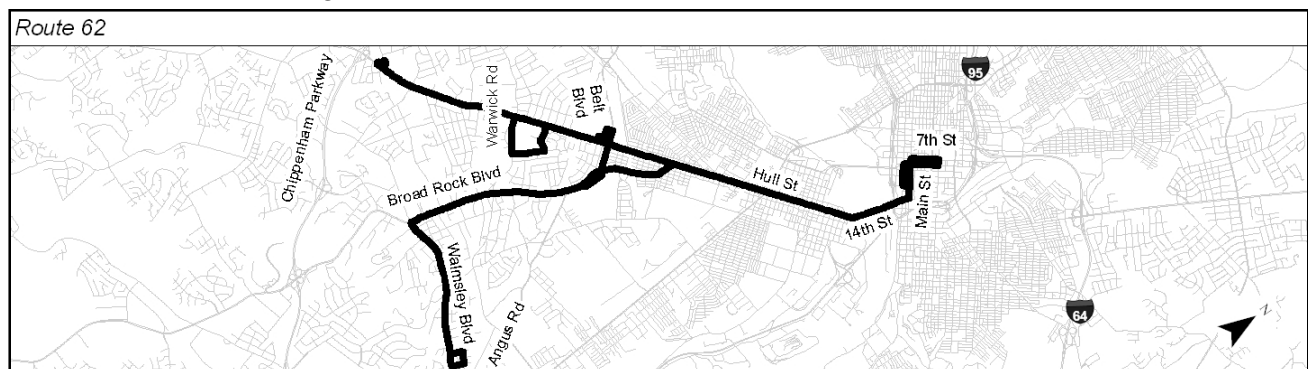 Route 62
95
Chippenham Parkway
Warwick Rd
Belt
Blvd
7th St
Broad Rock Blvd
Hull St
Main St
14th St
Walmsley Blvd
Angus Rd
64
N